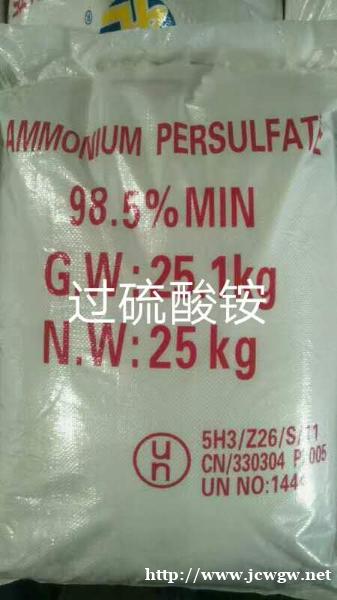 AMMONIUM PERSULFATE
98.5%MIN
G.W:25.1kg
过硫酸铵
N.W:25kg
un
5H3/Z26/S/11
CN/330304
UN NO:1444
http://www.jcwgw.net